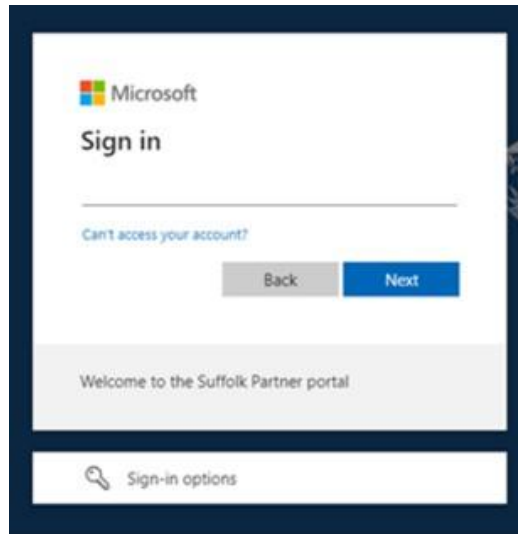 Microsoft
Sign in
Can't access your account?
Back
Next
Welcome to the Suffolk Partner portal
Sign-in options